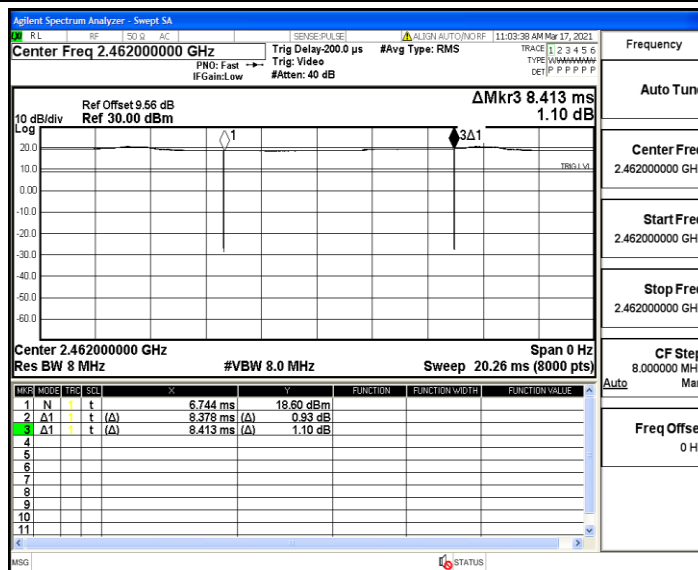 Agilent Spectrum Analyzer - Swept SA
RL RF 50 Ω AC SENSE:PULSE ALIGN AUTO/NO RF 11:03:38 AM Mar 17, 2021
Center Freq 2.462000000 GHz
PNO: Fast
IFGain:Low
Trig Delay-200.0 µs
Trig: Video
#Atten: 40 dB
#Avg Type: RMS
TRACE 1 2 3 4 5 6
TYPE
DET P P P P P P
Ref Offset 9.56 dB
10 dB/div Ref 30.00 dBm
ΔMkr3 8.413 ms
1.10 dB
Log
1
3Δ1
20.0
TRIG LVL
10.0
0.00
-10.0
-20.0
-30.0
-40.0
-50.0
-60.0
Center 2.462000000 GHz Span 0 Hz
Res BW 8 MHz #VBW 8.0 MHz Sweep 20.26 ms (8000 pts)
MKR MODE TRC SCL X Y FUNCTION FUNCTION WIDTH FUNCTION VALUE
1 N 1 t 6.744 ms 18.60 dBm
2 Δ1 1 t (Δ) 8.378 ms (Δ) 0.93 dB
3 Δ1 1 t (Δ) 8.413 ms (Δ) 1.10 dB
4
5
6
7
8
9
10
11
MSG STATUS
Frequency
Auto Tun
Center Fre
2.462000000 GH
Start Fre
2.462000000 GH
Stop Fre
2.462000000 GH
CF Step
8.000000 MH
Auto Ma
Freq Offse
0 H